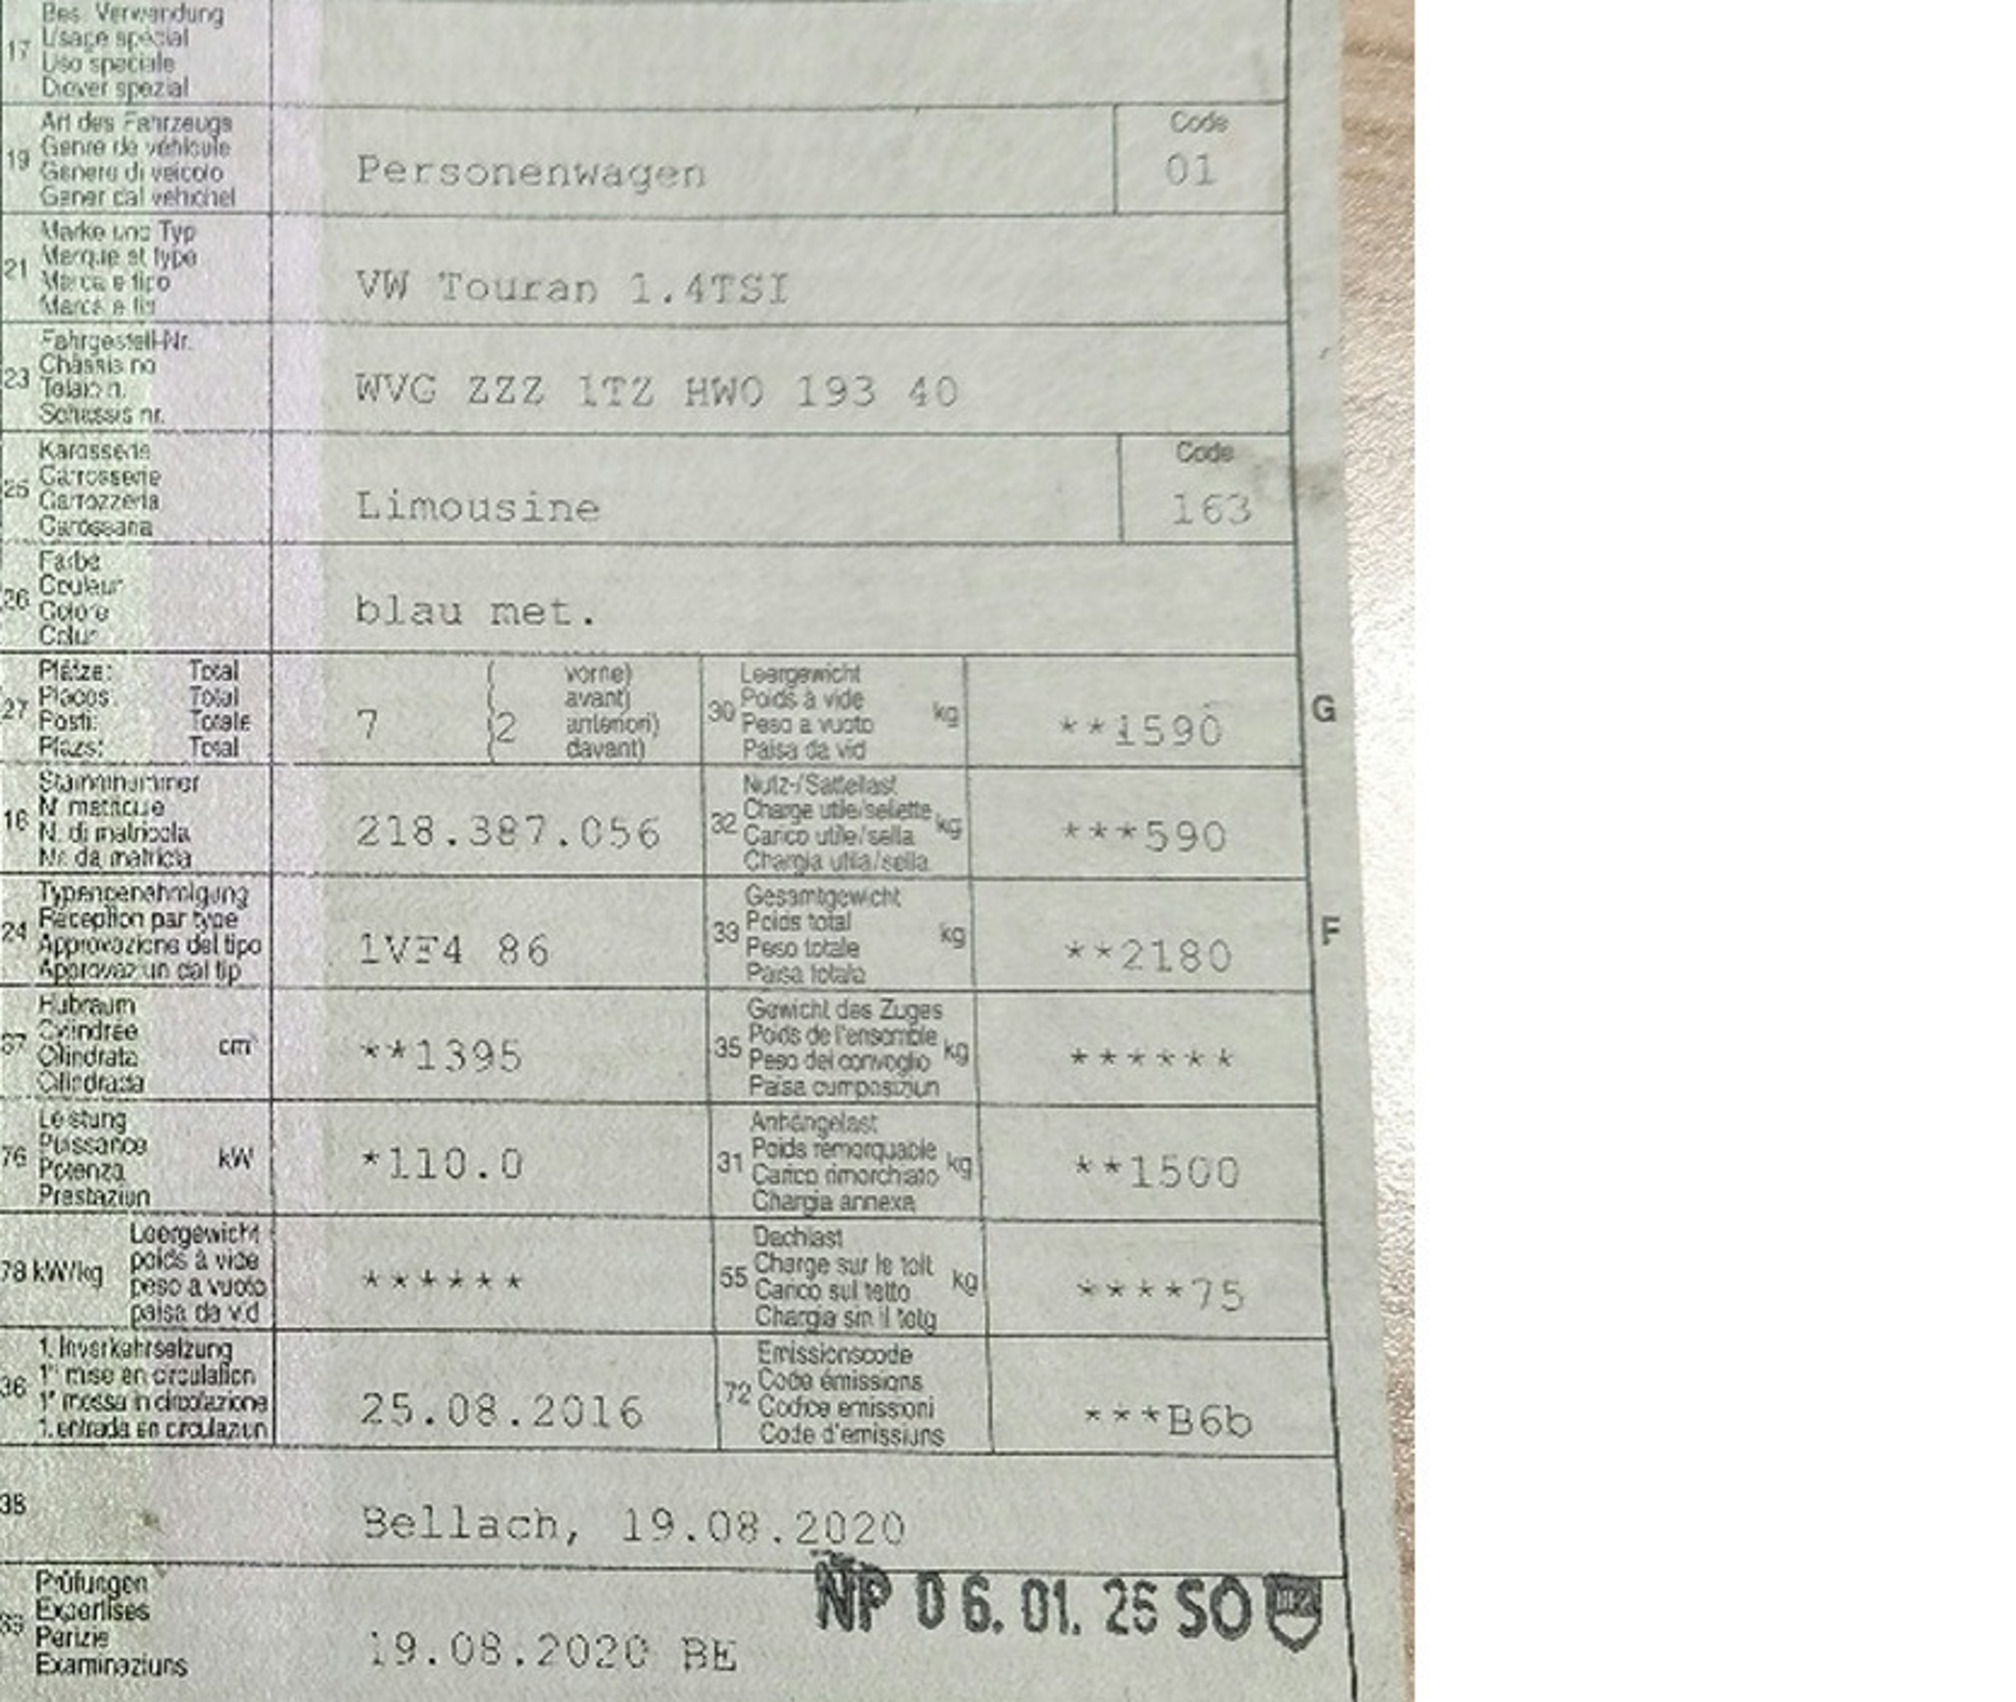 17 Bes. Verwendung
Usage spécial
Uso speciale
Diever spezial
19 Art des Fahrzeugs
Genre de véhicule
Genere di veicolo
Gener dal vehichel
Personenwagen
Code
01
21 Marke und Typ
Marque et type
Marca e tipo
Marca e tip
VW Touran 1.4TSI
23 Fahrgestell-Nr.
Châssis no
Telaio n.
Schassis nr.
WVG ZZZ 1TZ HW0 193 40
25 Karosserie
Carrosserie
Carrozzeria
Carossaria
Limousine
Code
163
26 Farbe
Couleur
Colore
Colur
blau met.
27 Plätze: Total
Places: Total
Posti: Totale
Plazs: Total
7 (2 vorne)
avant)
anteriori)
davant)
30 Leergewicht
Poids à vide
Peso a vuoto
Paisa da vid
kg
**1590
G
16 Stammnummer
N° matricule
N. di matricola
Nr. da matricla
218.387.056
32 Nutz-/Sattellast
Charge utile/sellette
Carico utile/sella
Chargia utila/sella
kg
***590
24 Typengenehmigung
Réception par type
Approvazione del tipo
Approvaziun dal tip
1VF4 86
33 Gesamtgewicht
Poids total
Peso totale
Paisa totala
kg
**2180
F
37 Hubraum
Cylindrée
Cilindrata
Cilindrada
cm³
**1395
35 Gewicht des Zuges
Poids de l'ensemble
Peso del convoglio
Paisa cumposiziun
kg
******
76 Leistung
Puissance
Potenza
Prestaziun
kW
*110.0
31 Anhängelast
Poids remorquable
Carico rimorchiato
Chargia annexa
kg
**1500
78 kW/kg Leergewicht
poids à vide
peso a vuoto
paisa da vid
******
55 Dachlast
Charge sur le toit
Carico sul tetto
Chargia sin il tetg
kg
****75
36 1. Inverkehrsetzung
1re mise en circulation
1a messa in circolazione
1. entrada en circulaziun
25.08.2016
72 Emissionscode
Code émissions
Codice emissioni
Code d'emissiuns
***B6b
38
Bellach, 19.08.2020
39 Prüfungen
Expertises
Perizie
Examinaziuns
NP 06.01.26 SO
19.08.2020 BE